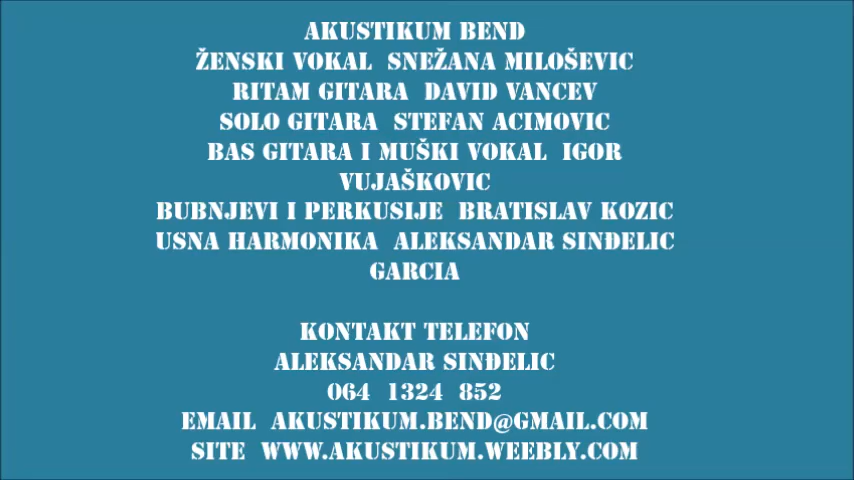 AKUSTIKUM BEND
ŽENSKI VOKAL SNEŽANA MILOŠEVIC
RITAM GITARA DAVID VANCEV
SOLO GITARA STEFAN ACIMOVIC
BAS GITARA I MUŠKI VOKAL IGOR
VUJAŠKOVIC
BUBNJEVI I PERKUSIJE BRATISLAV KOZIC
USNA HARMONIKA ALEKSANDAR SINĐELIC
GARCIA
KONTAKT TELEFON
ALEKSANDAR SINĐELIC
064 1324 852
EMAIL AKUSTIKUM.BEND@GMAIL.COM
SITE WWW.AKUSTIKUM.WEEBLY.COM